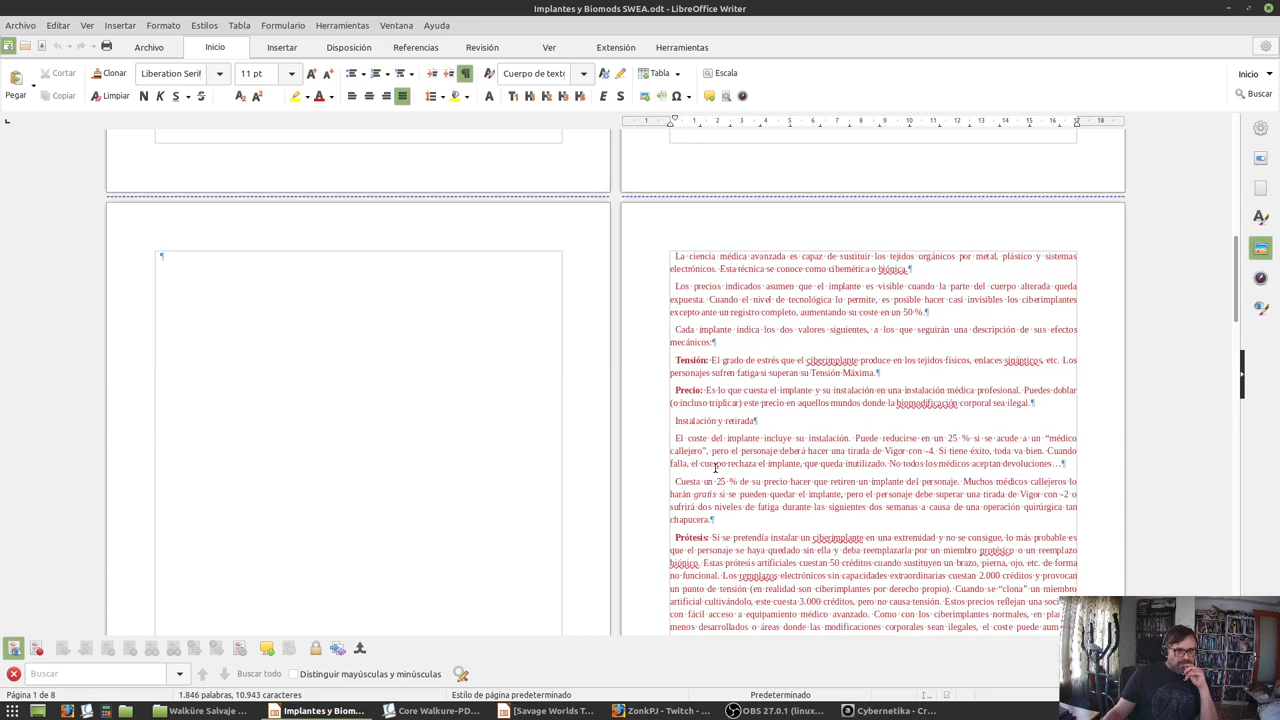 Implantes y Biomods SWEA.odt - LibreOffice Writer
Archivo Editar Ver Insertar Formato Estilos Tabla Formulario Herramientas Ventana Ayuda
Archivo Inicio Insertar Disposición Referencias Revisión Ver Extensión Herramientas
Cortar Clonar Liberation Serif 11 pt Cuerpo de texto Tabla Escala Inicio
Pegar Copiar Limpiar Buscar
1 1 2 3 4 5 6 7 8 9 10 11 12 13 14 15 16 17 18
¶
La ciencia médica avanzada es capaz de sustituir los tejidos orgánicos por metal, plástico y sistemas
electrónicos. Esta técnica se conoce como cibernética o biónica.¶
Los precios indicados asumen que el implante es visible cuando la parte del cuerpo alterada queda
expuesta. Cuando el nivel de tecnológica lo permite, es posible hacer casi invisibles los ciberimplantes
excepto ante un registro completo, aumentando su coste en un 50 %.¶
Cada implante indica los dos valores siguientes, a los que seguirán una descripción de sus efectos
mecánicos:¶
Tensión: El grado de estrés que el ciberimplante produce en los tejidos físicos, enlaces sinápticos, etc. Los
personajes sufren fatiga si superan su Tensión Máxima.¶
Precio: Es lo que cuesta el implante y su instalación en una instalación médica profesional. Puedes doblar
(o incluso triplicar) este precio en aquellos mundos donde la biomodificación corporal sea ilegal.¶
Instalación y retirada¶
El coste del implante incluye su instalación. Puede reducirse en un 25 % si se acude a un “médico
callejero”, pero el personaje deberá hacer una tirada de Vigor con -4. Si tiene éxito, toda va bien. Cuando
falla, el cuerpo rechaza el implante, que queda inutilizado. No todos los médicos aceptan devoluciones…¶
Cuesta un 25 % de su precio hacer que retiren un implante del personaje. Muchos médicos callejeros lo
harán gratis si se pueden quedar el implante, pero el personaje debe superar una tirada de Vigor con -2 o
sufrirá dos niveles de fatiga durante las siguientes dos semanas a causa de una operación quirúrgica tan
chapucera.¶
Prótesis: Si se pretendía instalar un ciberimplante en una extremidad y no se consigue, lo más probable es
que el personaje se haya quedado sin ella y deba reemplazarla por un miembro protésico o un reemplazo
biónico. Estas prótesis artificiales cuestan 50 créditos cuando sustituyen un brazo, pierna, ojo, etc. de forma
no funcional. Los remplazos electrónicos sin capacidades extraordinarias cuestan 2.000 créditos y provocan
un punto de tensión (en realidad son ciberimplantes por derecho propio). Cuando se “clona” un miembro
artificial cultivándolo, este cuesta 3.000 créditos, pero no causa tensión. Estos precios reflejan una
con fácil acceso a equipamiento médico avanzado. Como con los ciberimplantes normales, en
menos desarrollados o áreas donde las modificaciones corporales sean ilegales, el coste puede
Buscar Buscar todo Distinguir mayúsculas y minúsculas
Página 1 de 8 1.846 palabras, 10.943 caracteres Estilo de página predeterminado Predeterminado
Walküre Salvaje Implantes y Biom... Core Walkure-PD... [Savage Worlds T... ZonkPJ - Twitch - ... OBS 27.0.1 (linux... Cybernetika - Cr...